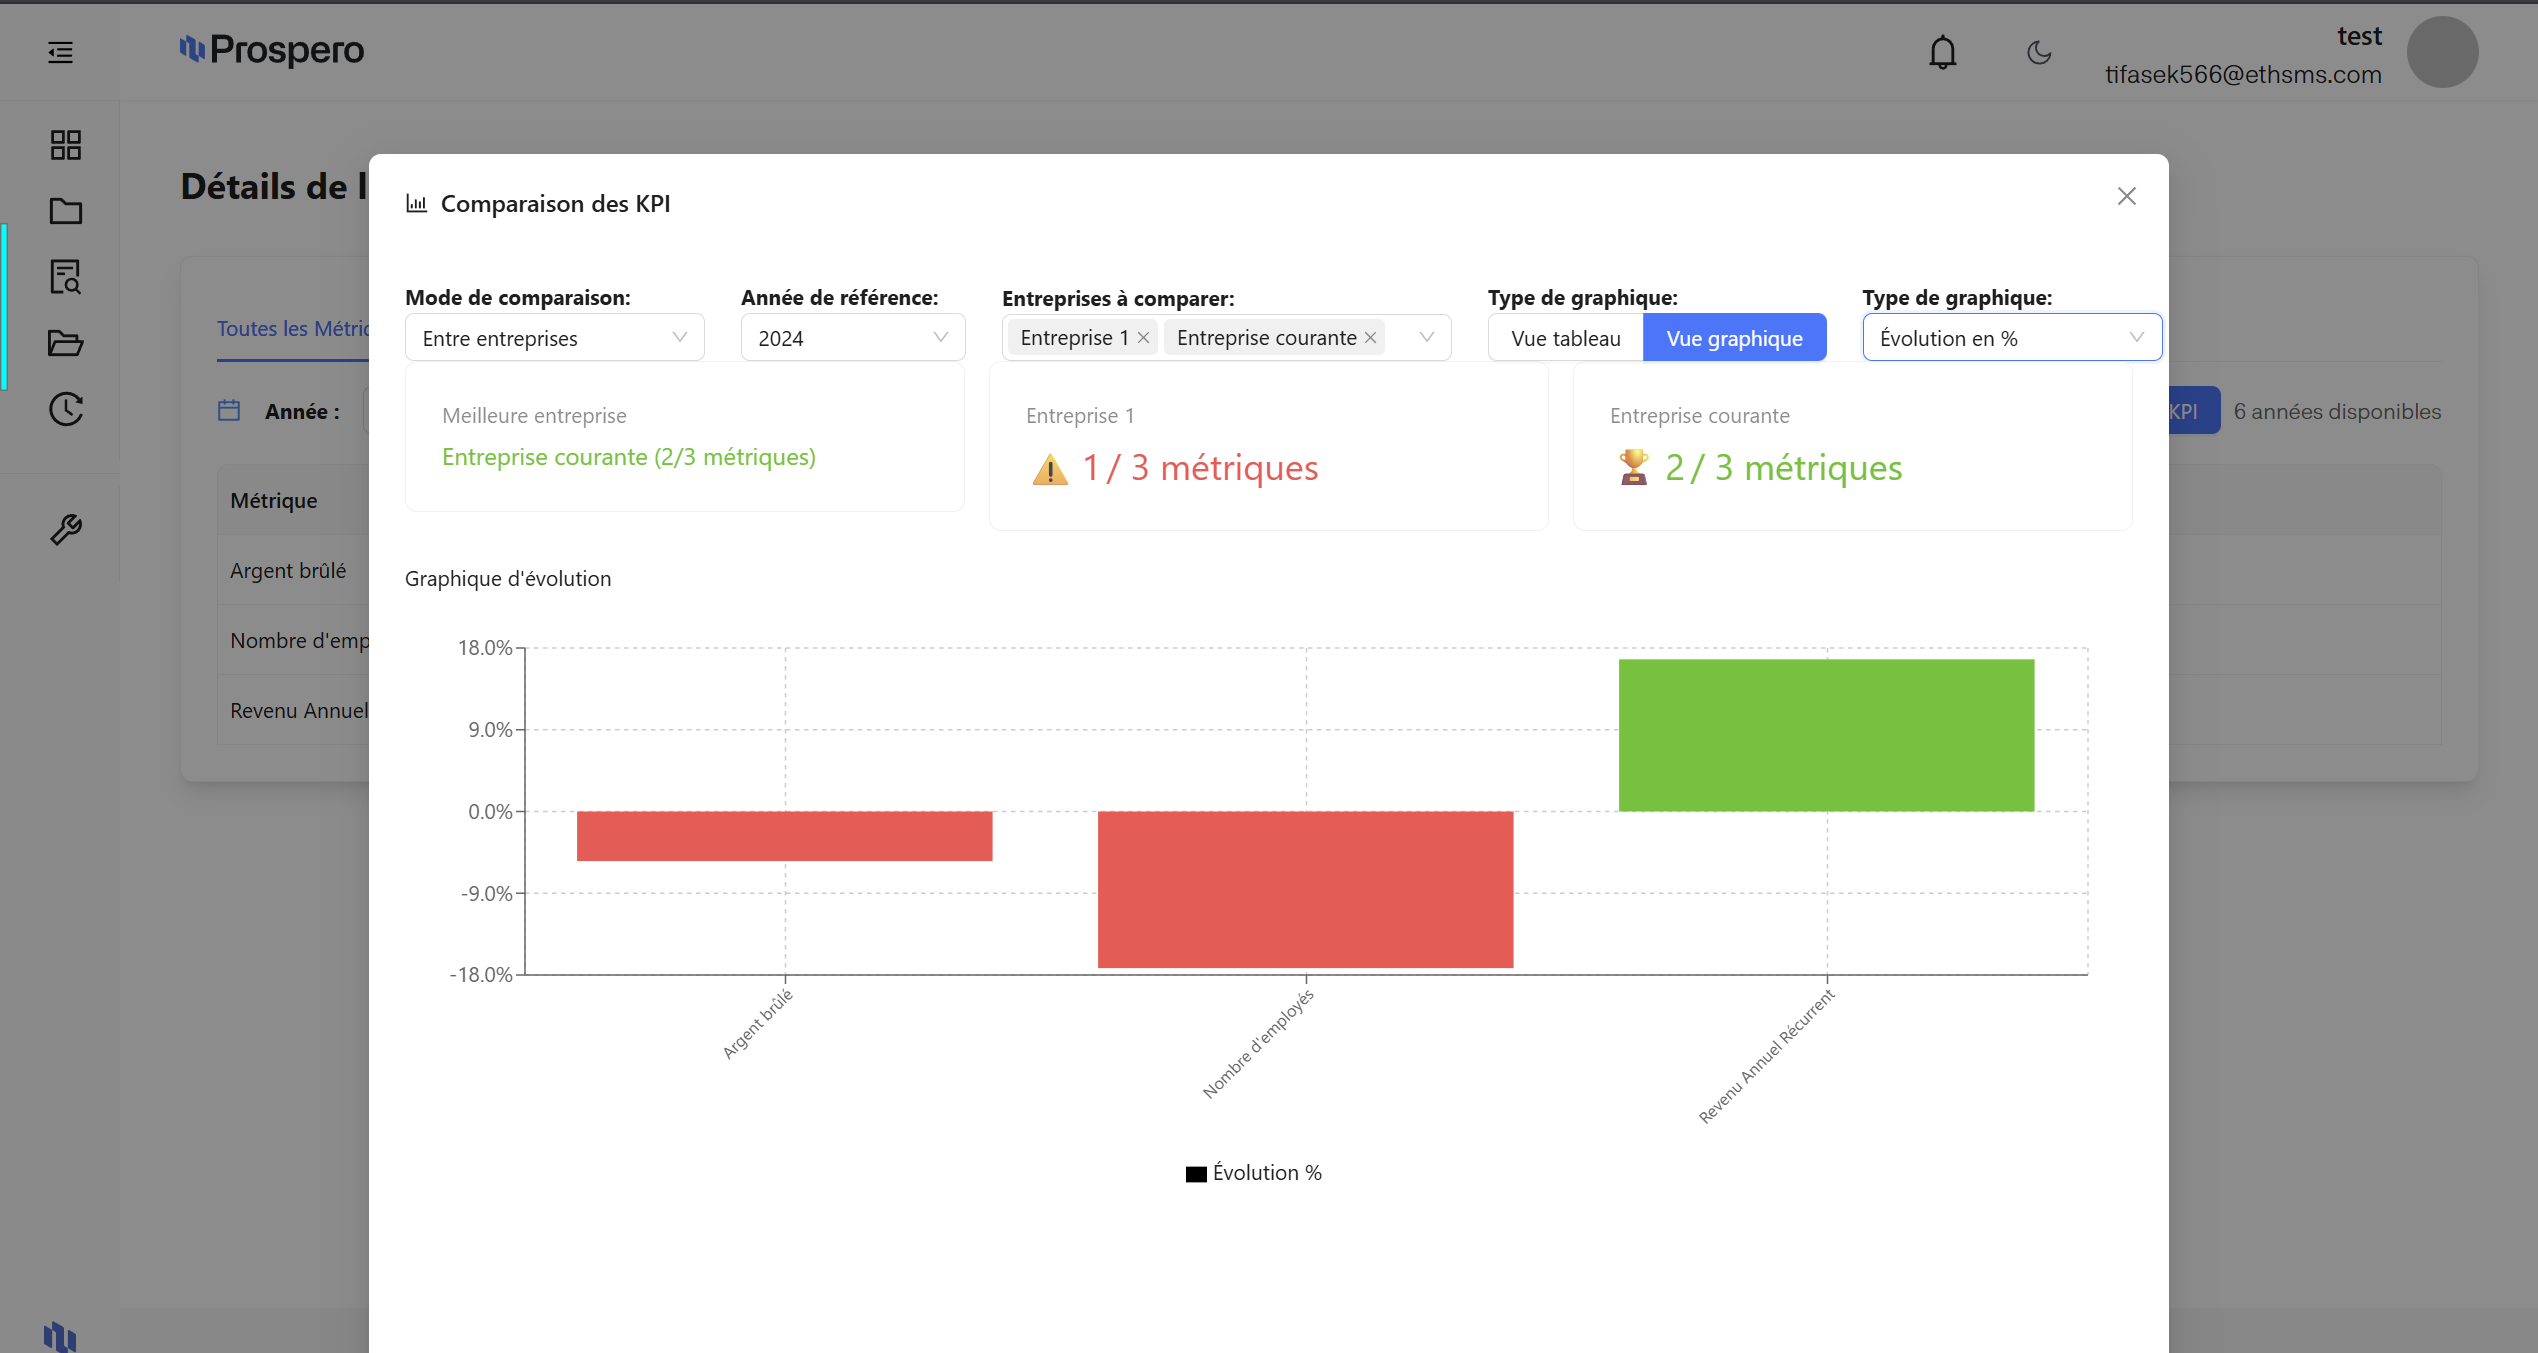 Prospero
test
tifasek566@ethsms.com
Détails de l
Comparaison des KPI
Toutes les Métric
Mode de comparaison:
Entre entreprises
Année de référence:
2024
Entreprises à comparer:
Entreprise 1
Entreprise courante
Type de graphique:
Vue tableau
Vue graphique
Type de graphique:
Évolution en %
Année :
KPI
6 années disponibles
Meilleure entreprise
Entreprise courante (2/3 métriques)
Entreprise 1
1 / 3 métriques
Entreprise courante
2 / 3 métriques
Métrique
Argent brûlé
Nombre d'emp
Revenu Annuel
Graphique d'évolution
18.0%
9.0%
0.0%
-9.0%
-18.0%
Argent brûlé
Nombre d'employés
Revenu Annuel Récurrent
Évolution %